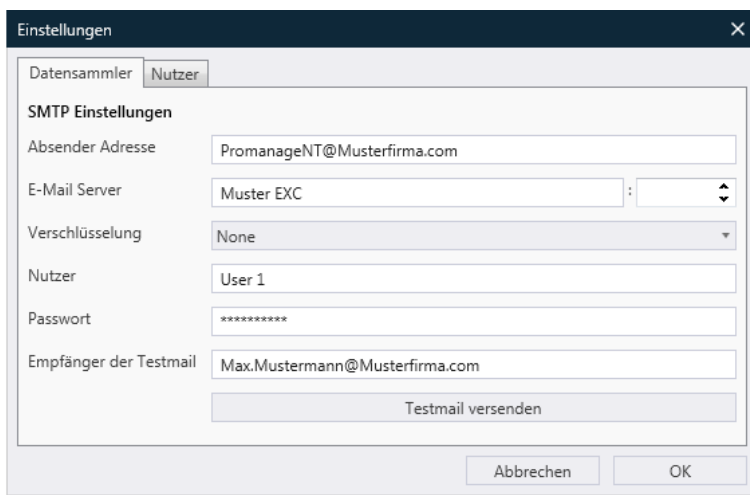 Einstellungen
Datensammler Nutzer
SMTP Einstellungen
Absender Adresse PromanageNT@Musterfirma.com
E-Mail Server Muster EXC :
Verschlüsselung None
Nutzer User 1
Passwort **********
Empfänger der Testmail Max.Mustermann@Musterfirma.com
Testmail versenden
Abbrechen OK